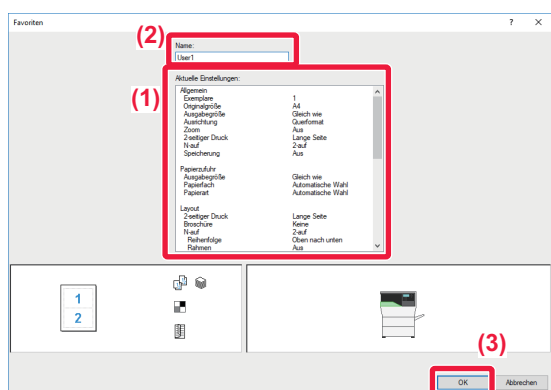 Favoriten ? ×
(2)
Name:
User1
(1)
Aktuelle Einstellungen:
Allgemein
Exemplare 1
Originalgröße A4
Ausgabegröße Gleich wie
Ausrichtung Querformat
Zoom Aus
2-seitiger Druck Lange Seite
N-auf 2-auf
Speicherung Aus
Papierzufuhr
Ausgabegröße Gleich wie
Papierfach Automatische Wahl
Papierart Automatische Wahl
Layout
2-seitiger Druck Lange Seite
Broschüre Keine
N-auf 2-auf
Reihenfolge Oben nach unten
Rahmen Aus
1
2
(3)
OK Abbrechen